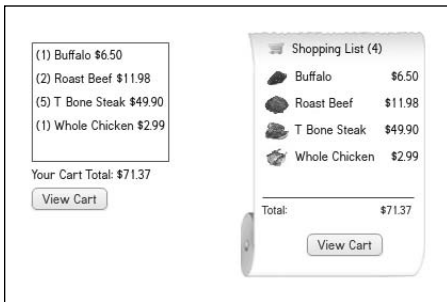 (1) Buffalo $6.50
(2) Roast Beef $11.98
(5) T Bone Steak $49.90
(1) Whole Chicken $2.99
Your Cart Total: $71.37
View Cart
Shopping List (4)
Buffalo $6.50
Roast Beef $11.98
T Bone Steak $49.90
Whole Chicken $2.99
Total: $71.37
View Cart